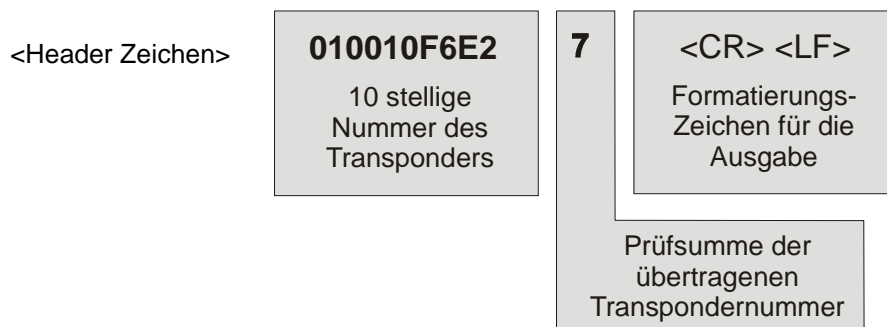 <Header Zeichen>
010010F6E2
10 stellige
Nummer des
Transponders
7
<CR> <LF>
Formatierungs-
Zeichen für die
Ausgabe
Prüfsumme der
übertragenen
Transpondernummer